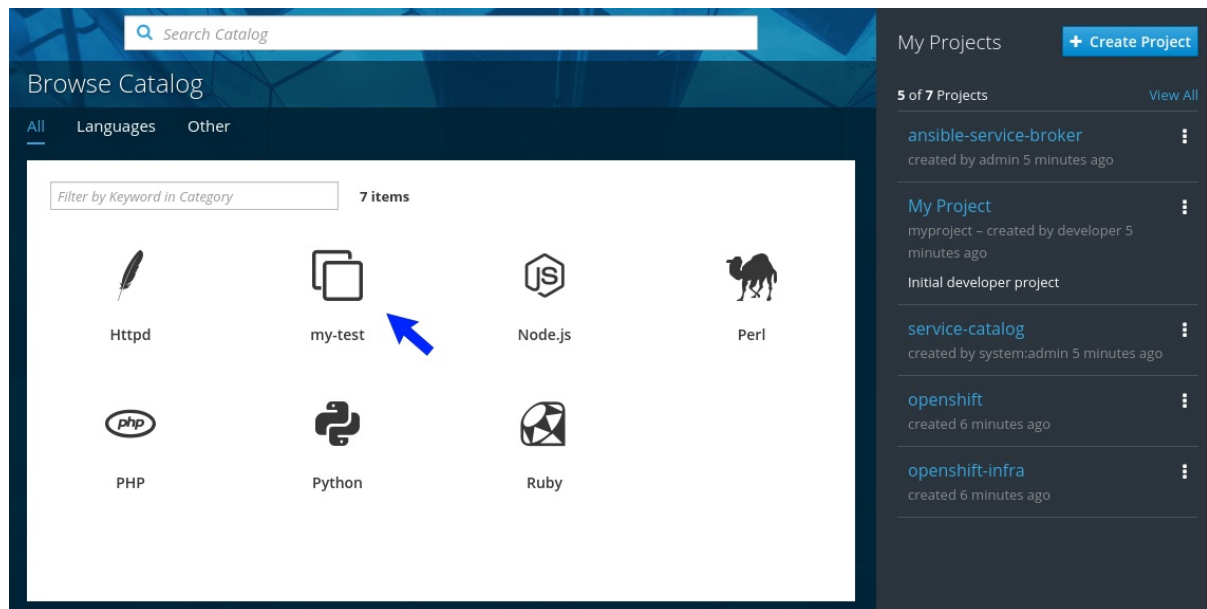 Search Catalog
Browse Catalog
All Languages Other
Filter by Keyword in Category 7 items
JS
Httpd my-test Node.js Perl
php
PHP Python Ruby
My Projects + Create Project
5 of 7 Projects View All
ansible-service-broker
created by admin 5 minutes ago
My Project
myproject – created by developer 5
minutes ago
Initial developer project
service-catalog
created by system:admin 5 minutes ago
openshift
created 6 minutes ago
openshift-infra
created 6 minutes ago